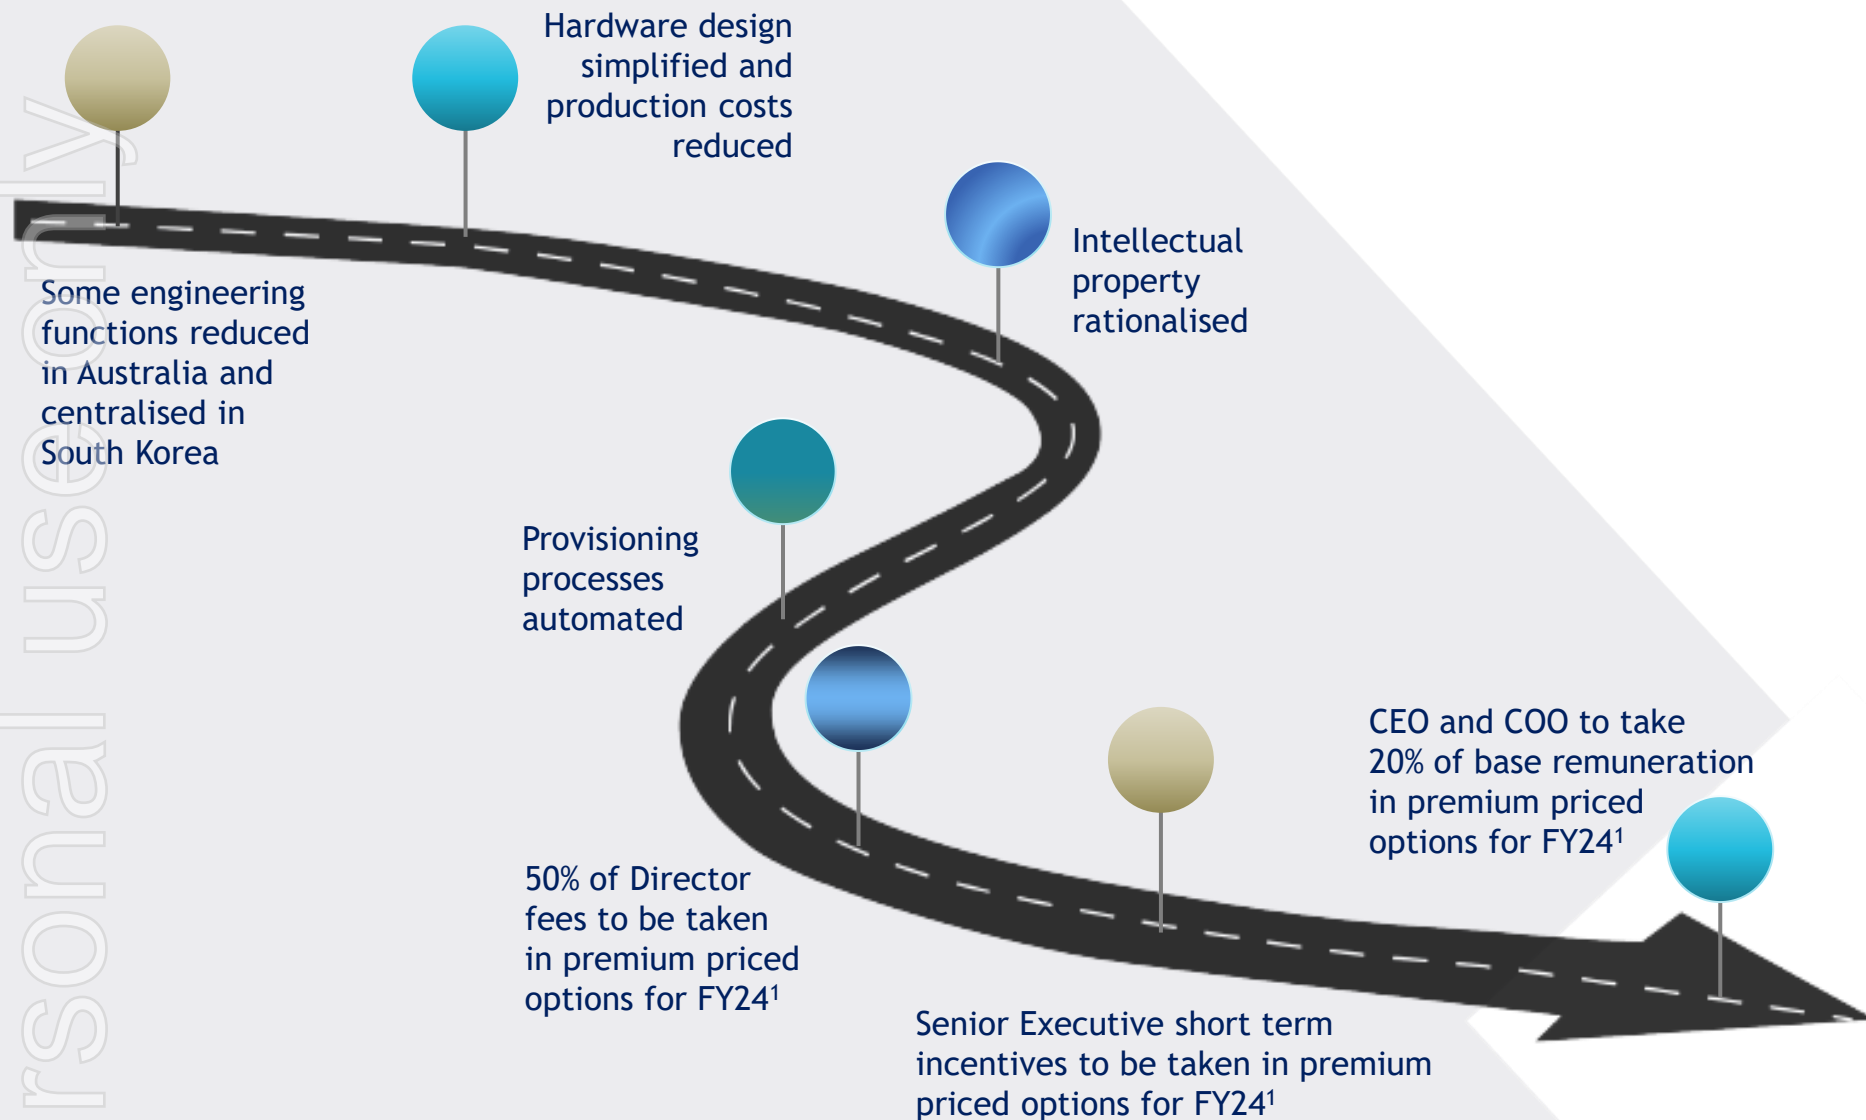 Hardware design
simplified and
production costs
reduced
Intellectual
property
rationalised
Some engineering
functions reduced
in Australia and
centralised in
South Korea
Provisioning
processes
automated
50% of Director
fees to be taken
in premium priced
options for FY24¹
CEO and COO to take
20% of base remuneration
in premium priced
options for FY24¹
Senior Executive short term
incentives to be taken in premium
priced options for FY24¹
rsonal use only